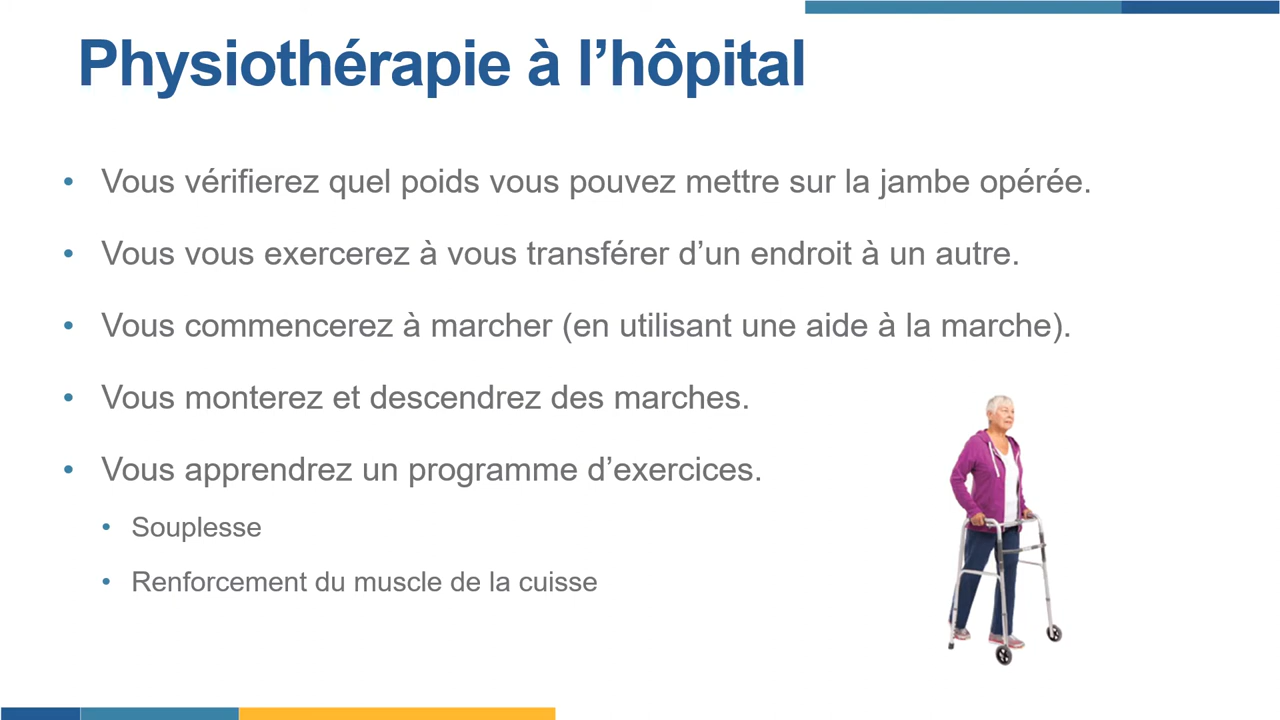 Physiothérapie à l’hôpital
• Vous vérifierez quel poids vous pouvez mettre sur la jambe opérée.
• Vous vous exercerez à vous transférer d’un endroit à un autre.
• Vous commencerez à marcher (en utilisant une aide à la marche).
• Vous monterez et descendrez des marches.
• Vous apprendrez un programme d’exercices.
• Souplesse
• Renforcement du muscle de la cuisse